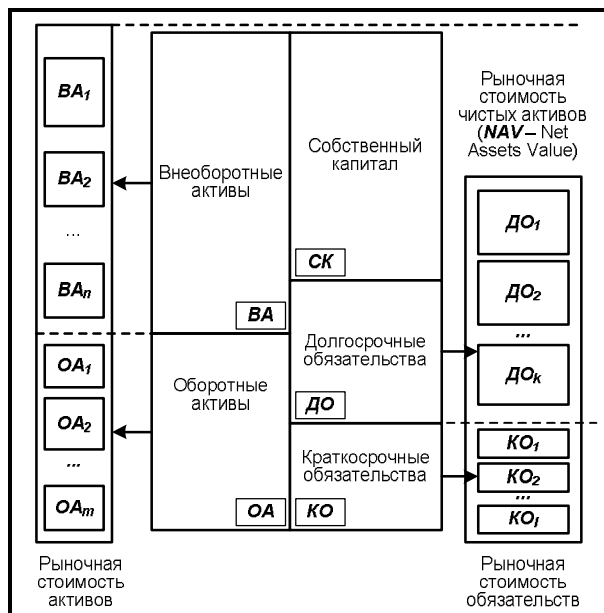 ВА₁
ВА₂
...
ВАₙ
ОА₁
ОА₂
...
ОАₘ
Рыночная
стоимость
активов
Внеоборотные
активы
ВА
Оборотные
активы
ОА
Собственный
капитал
СК
Долгосрочные
обязательства
ДО
Краткосрочные
обязательства
КО
Рыночная
стоимость
чистых активов
(NAV – Net
Assets Value)
ДО₁
ДО₂
...
ДОₖ
КО₁
КО₂
...
КОₗ
Рыночная
стоимость
обязательств